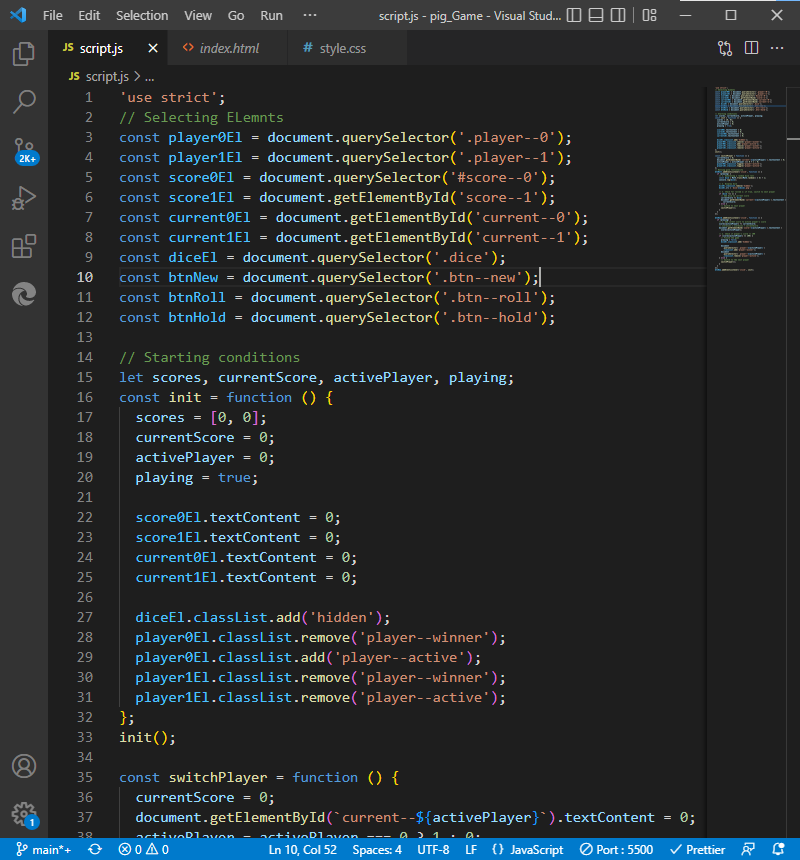 File Edit Selection View Go Run ··· script.js - pig_Game - Visual Stud...
JS script.js × <> index.html # style.css
JS script.js > ...
1 'use strict';
2 // Selecting ELemnts
3 const player0El = document.querySelector('.player--0');
4 const player1El = document.querySelector('.player--1');
5 const score0El = document.querySelector('#score--0');
6 const score1El = document.getElementById('score--1');
7 const current0El = document.getElementById('current--0');
8 const current1El = document.getElementById('current--1');
9 const diceEl = document.querySelector('.dice');
10 const btnNew = document.querySelector('.btn--new');
11 const btnRoll = document.querySelector('.btn--roll');
12 const btnHold = document.querySelector('.btn--hold');
13
14 // Starting conditions
15 let scores, currentScore, activePlayer, playing;
16 const init = function () {
17 scores = [0, 0];
18 currentScore = 0;
19 activePlayer = 0;
20 playing = true;
21
22 score0El.textContent = 0;
23 score1El.textContent = 0;
24 current0El.textContent = 0;
25 current1El.textContent = 0;
26
27 diceEl.classList.add('hidden');
28 player0El.classList.remove('player--winner');
29 player0El.classList.add('player--active');
30 player1El.classList.remove('player--winner');
31 player1El.classList.remove('player--active');
32 };
33 init();
34
35 const switchPlayer = function () {
36 currentScore = 0;
37 document.getElementById(`current--${activePlayer}`).textContent = 0;
38 activePlayer = activePlayer === 0 ? 1 : 0;
2K+
1
main*+ 0 0 Ln 10, Col 52 Spaces: 4 UTF-8 LF {} JavaScript Port : 5500 Prettier